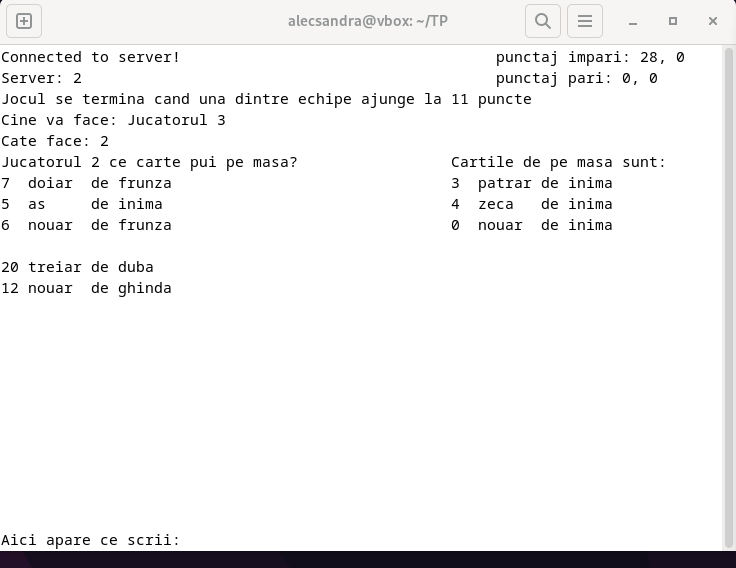 alecsandra@vbox: ~/TP
Connected to server! punctaj impari: 28, 0
Server: 2 punctaj pari: 0, 0
Jocul se termina cand una dintre echipe ajunge la 11 puncte
Cine va face: Jucatorul 3
Cate face: 2
Jucatorul 2 ce carte pui pe masa? Cartile de pe masa sunt:
7 doiar de frunza 3 patrar de inima
5 as de inima 4 zeca de inima
6 nouar de frunza 0 nouar de inima
20 treiar de duba
12 nouar de ghinda
Aici apare ce scrii: